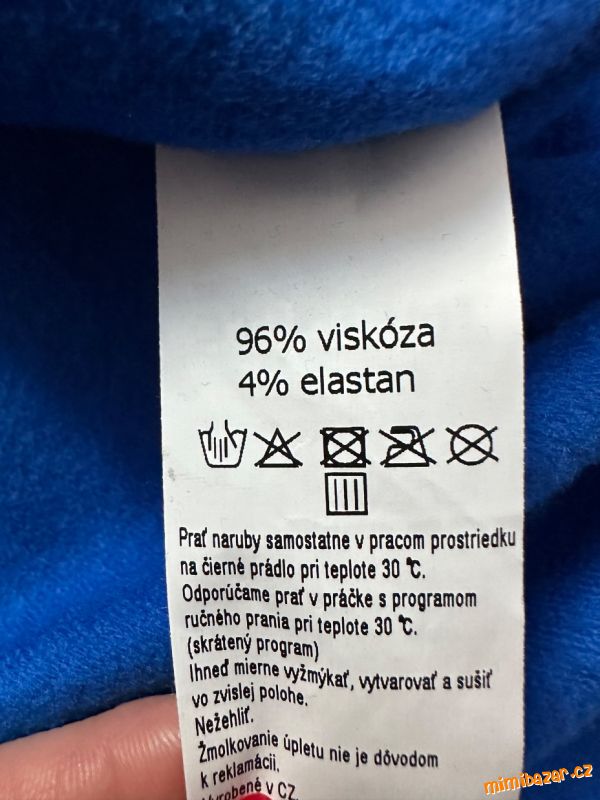 96% viskóza
4% elastan
Prať naruby samostatne v pracom prostriedku
na čierné prádlo pri teplote 30 °C.
Odporúčame prať v práčke s programom
ručného prania pri teplote 30 °C.
(skrátený program)
Ihneď mierne vyžmýkať, vytvarovať a sušiť
vo zvislej polohe.
Nežehliť.
Žmolkovanie úpletu nie je dôvodom
k reklamácii.
Vyrobené v CZ
mimibazar.cz